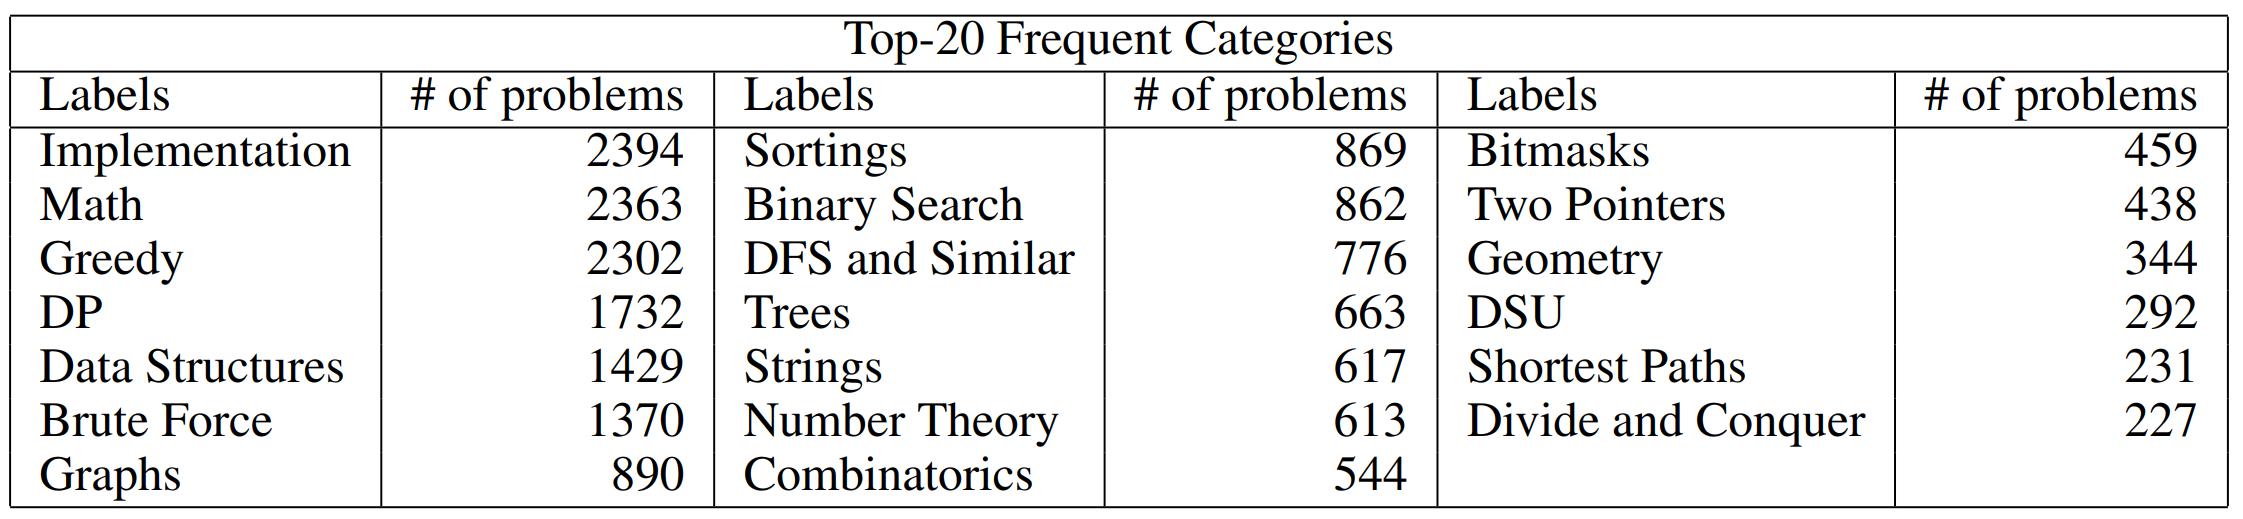 Top-20 Frequent Categories
Labels # of problems Labels # of problems Labels # of problems
Implementation 2394 Sortings 869 Bitmasks 459
Math 2363 Binary Search 862 Two Pointers 438
Greedy 2302 DFS and Similar 776 Geometry 344
DP 1732 Trees 663 DSU 292
Data Structures 1429 Strings 617 Shortest Paths 231
Brute Force 1370 Number Theory 613 Divide and Conquer 227
Graphs 890 Combinatorics 544